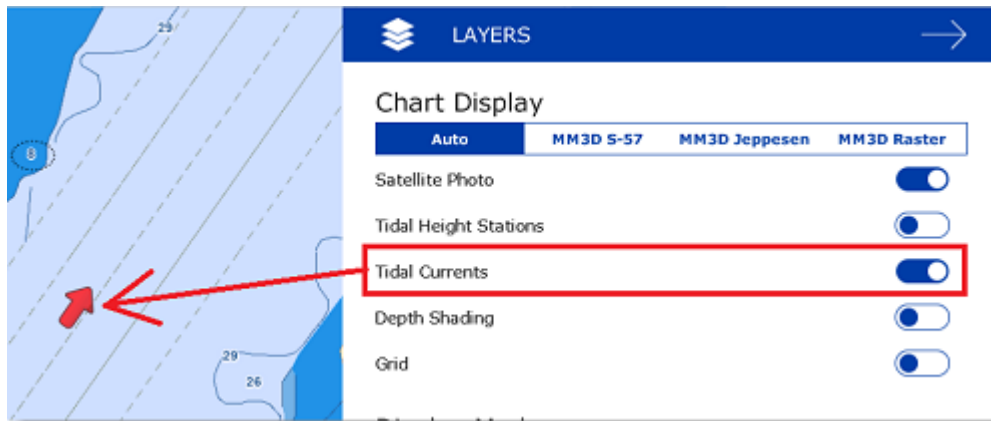 LAYERS
Chart Display
Auto MM3D S-57 MM3D Jeppesen MM3D Raster
Satellite Photo
Tidal Height Stations
Tidal Currents
Depth Shading
Grid
29
8
29
26